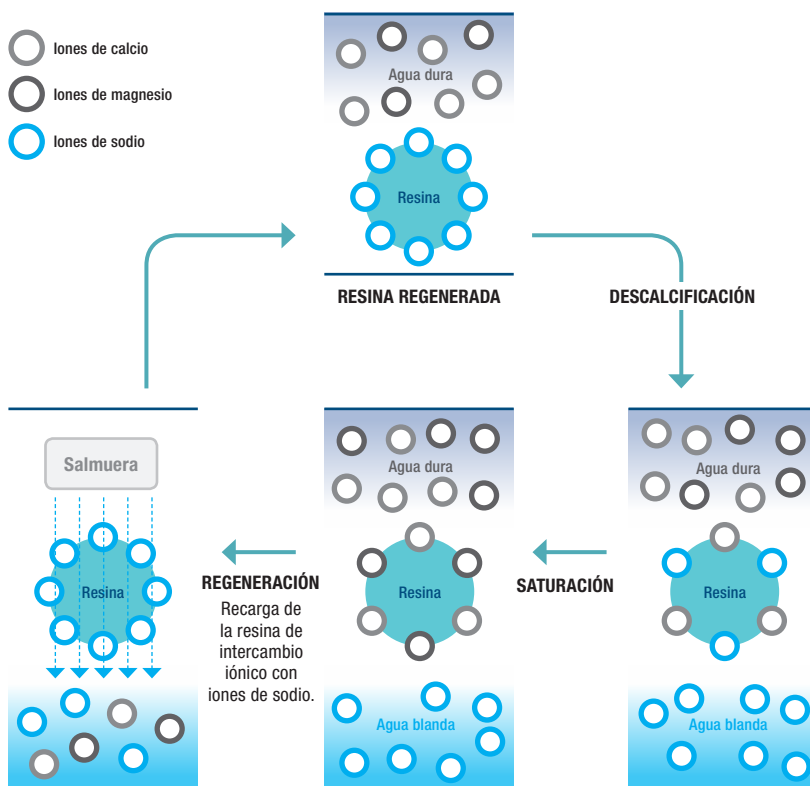 Iones de calcio
Iones de magnesio
Iones de sodio
Agua dura
Resina
RESINA REGENERADA
DESCALCIFICACIÓN
Agua dura
Resina
Agua blanda
SATURACIÓN
Agua dura
Resina
Agua blanda
REGENERACIÓN
Recarga de
la resina de
intercambio
iónico con
iones de sodio.
Salmuera
Resina